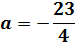 a = -23/4